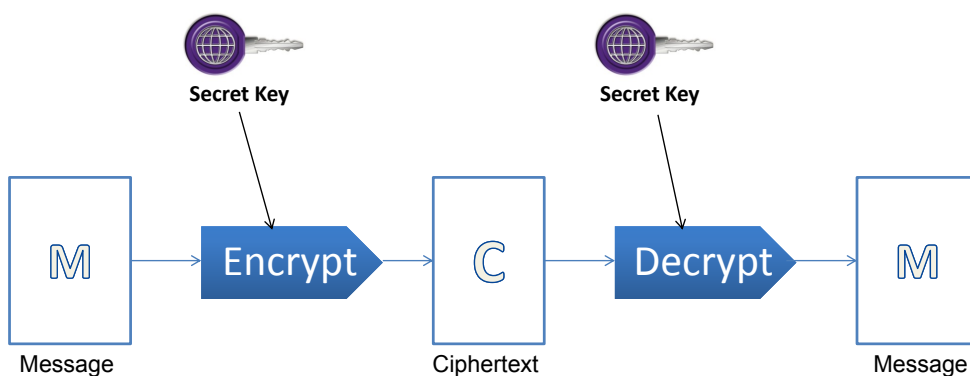 Secret Key
Secret Key
M
Encrypt
C
Decrypt
M
Message
Ciphertext
Message